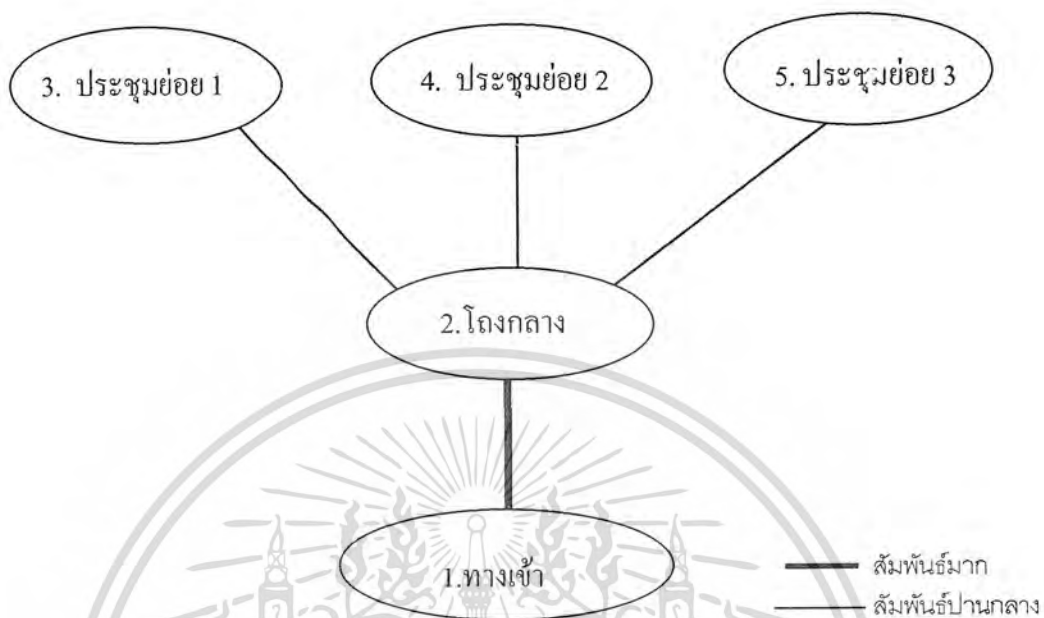 3. ประชุมย่อย 1
4. ประชุมย่อย 2
5. ประชุมย่อย 3
2.โถงกลาง
1.ทางเข้า
สัมพันธ์มาก
สัมพันธ์ปานกลาง